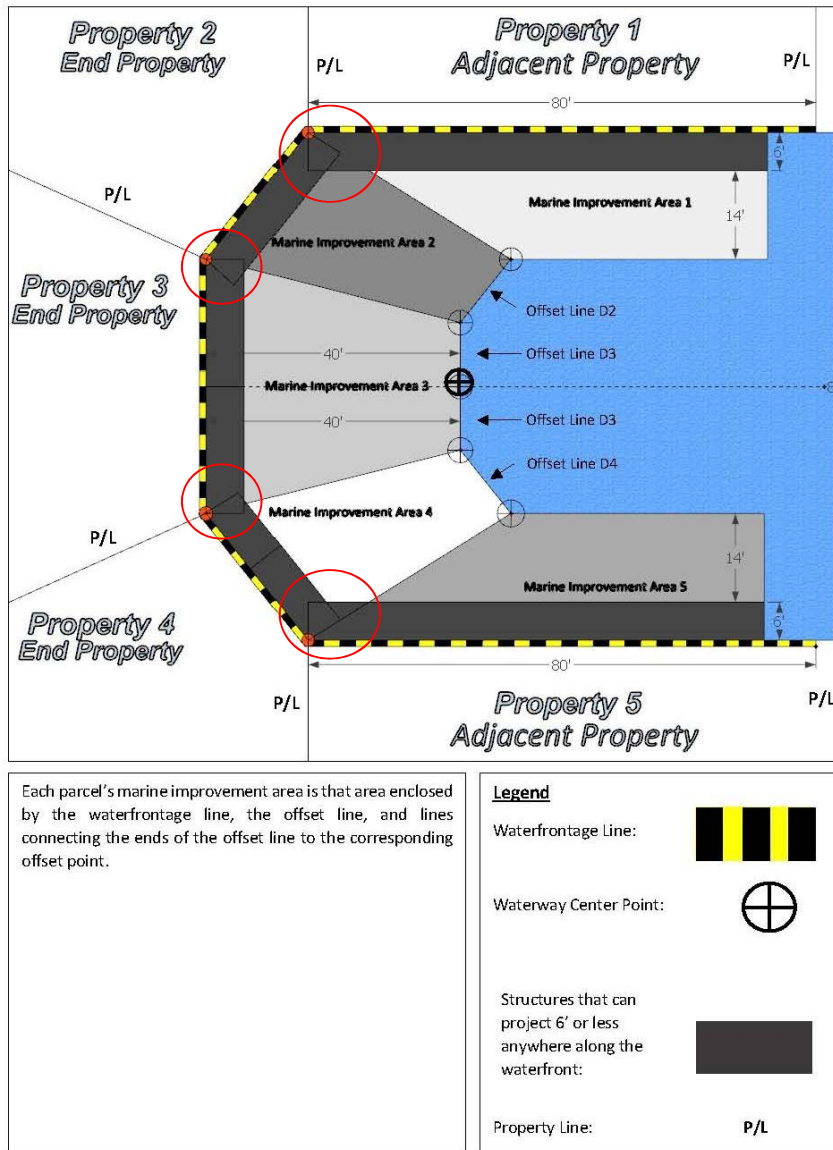 Property 2
End Property
P/L
Property 1
Adjacent Property
P/L
80'
6'
P/L
Marine Improvement Area 1
14'
Marine Improvement Area 2
Property 3
End Property
Offset Line D2
40'
Offset Line D3
Marine Improvement Area 3
40'
Offset Line D3
Offset Line D4
Marine Improvement Area 4
P/L
14'
Marine Improvement Area 5
Property 4
End Property
6'
80'
P/L
Property 5
Adjacent Property
P/L
Each parcel's marine improvement area is that area enclosed
by the waterfrontage line, the offset line, and lines
connecting the ends of the offset line to the corresponding
offset point.
Legend
Waterfrontage Line:
Waterway Center Point:
Structures that can
project 6' or less
anywhere along the
waterfront:
Property Line:
P/L